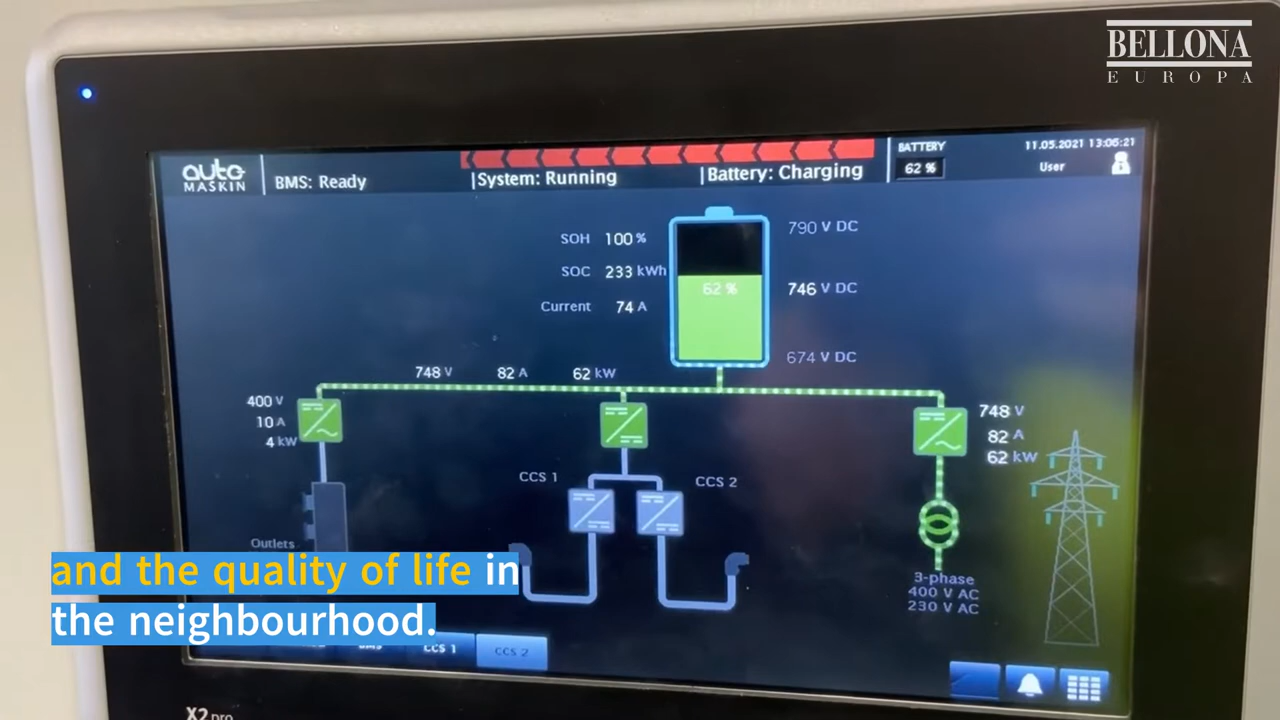 BELLONA
EUROPA
auto
MASKIN
BMS: Ready
System: Running
Battery: Charging
BATTERY
62 %
11.05.2021 13:06:21
User
SOH 100 %
SOC 233 kWh
Current 74 A
62 %
790 V DC
746 V DC
674 V DC
748 V 82 A 62 kW
400 V
10 A
4 kW
748 V
82 A
62 kW
CCS 1
CCS 2
Outlets
3-phase
400 V AC
230 V AC
and the quality of life in
the neighbourhood.
BMS
CCS 1
CCS 2
X2 pro